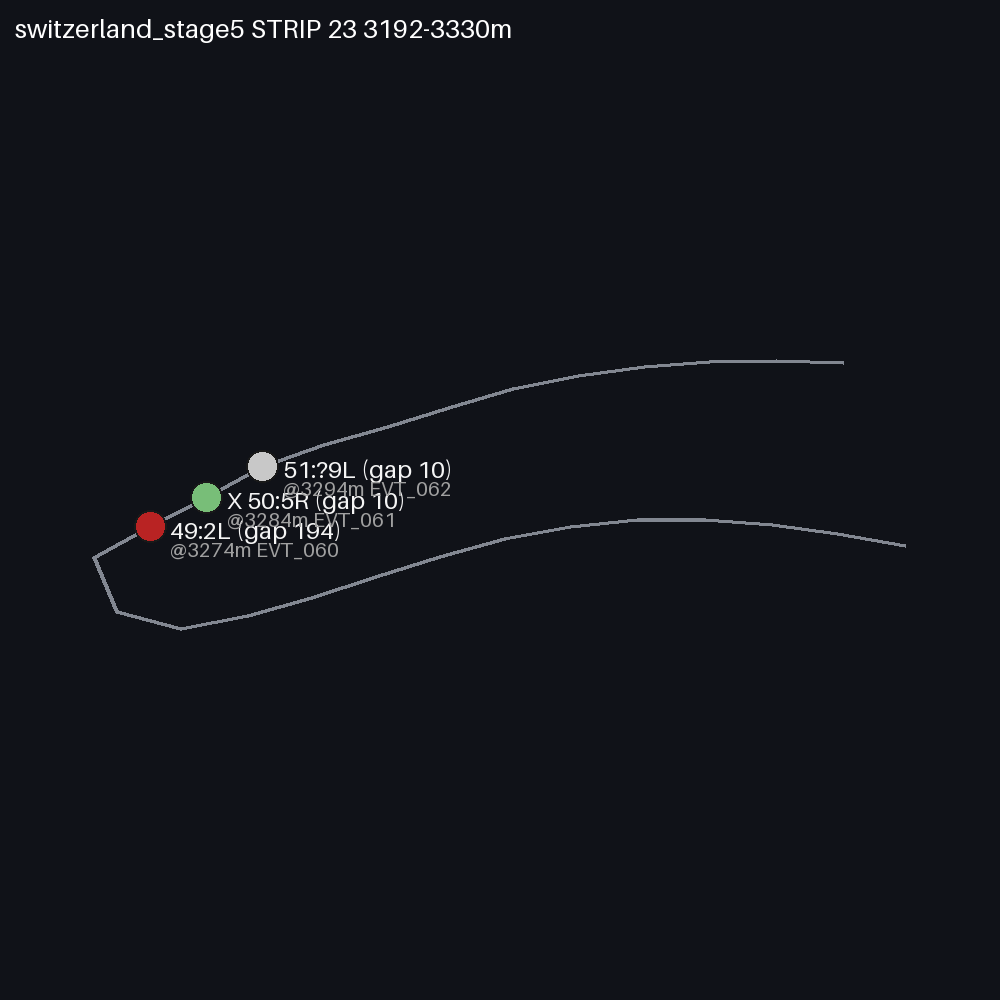 switzerland_stage5 STRIP 23 3192-3330m
51:?9L (gap 10)
@3294m EVT_062
X 50:5R (gap 10)
@3284m EVT_061
49:2L (gap 194)
@3274m EVT_060